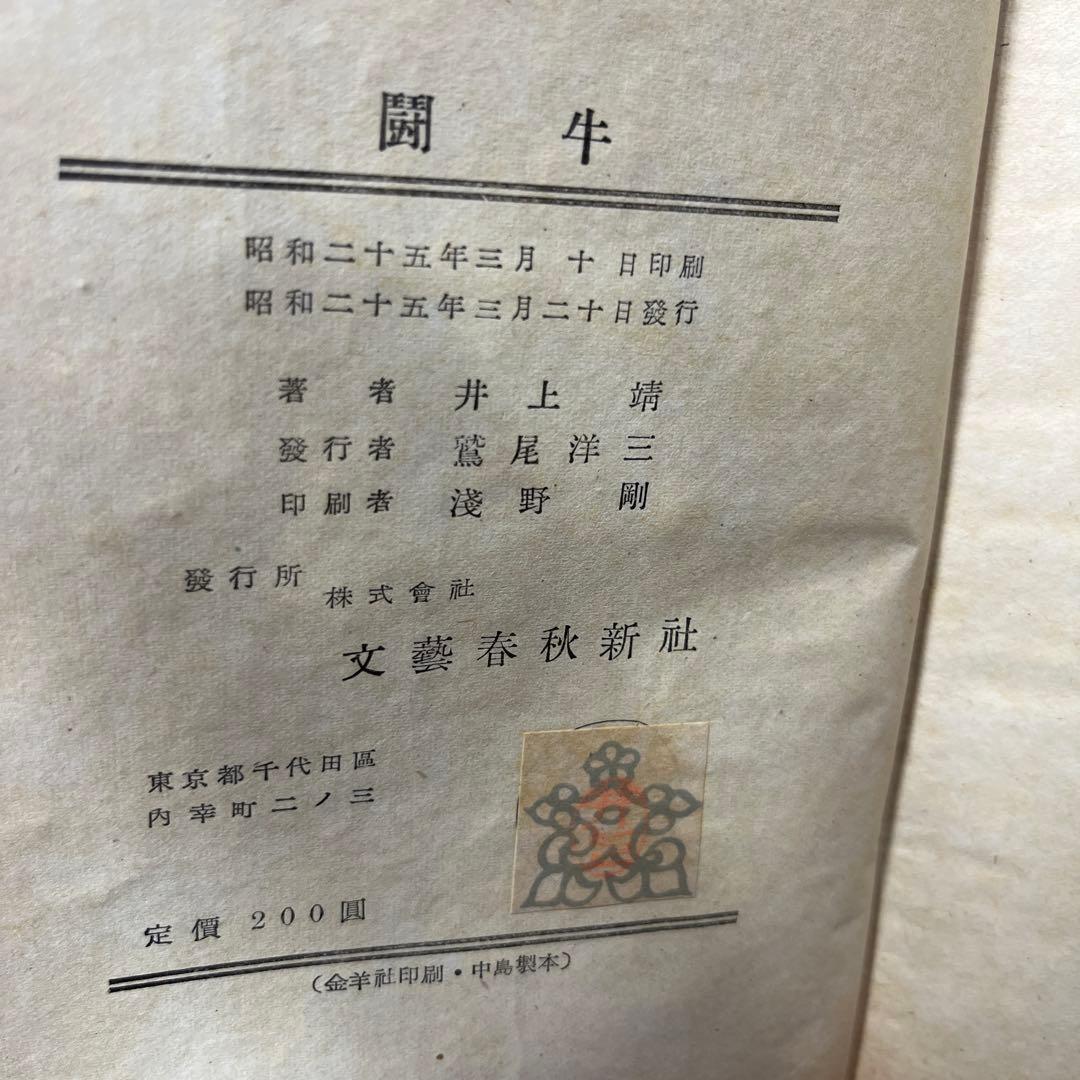 鬪牛
昭和二十五年三月十日印刷
昭和二十五年三月二十日發行
著者 井上靖
發行者 鷲尾洋三
印刷者 淺野剛
發行所 株式會社
文藝春秋新社
東京都千代田區
內幸町二ノ三
定價 200圓
（金羊社印刷・中島製本）